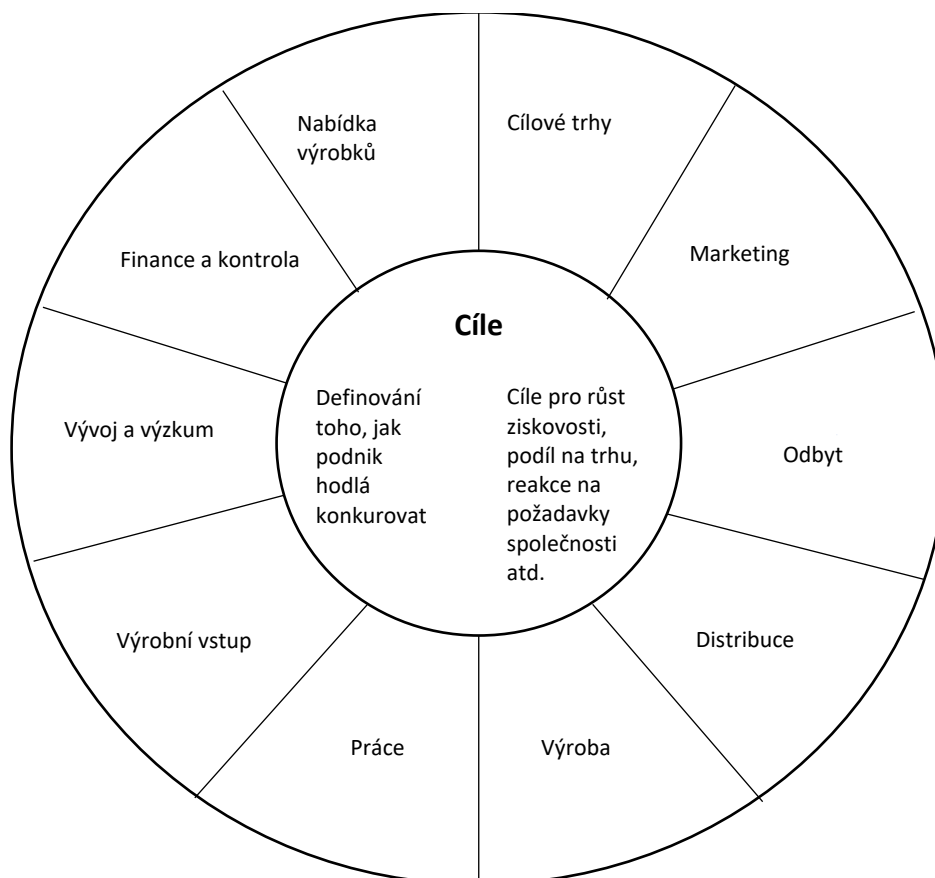 Nabídka
výrobků
Cílové trhy
Marketing
Odbyt
Distribuce
Výroba
Práce
Výrobní vstup
Vývoj a výzkum
Finance a kontrola
Cíle
Definování
toho, jak
podnik
hodlá
konkurovat
Cíle pro růst
ziskovosti,
podíl na trhu,
reakce na
požadavky
společnosti
atd.